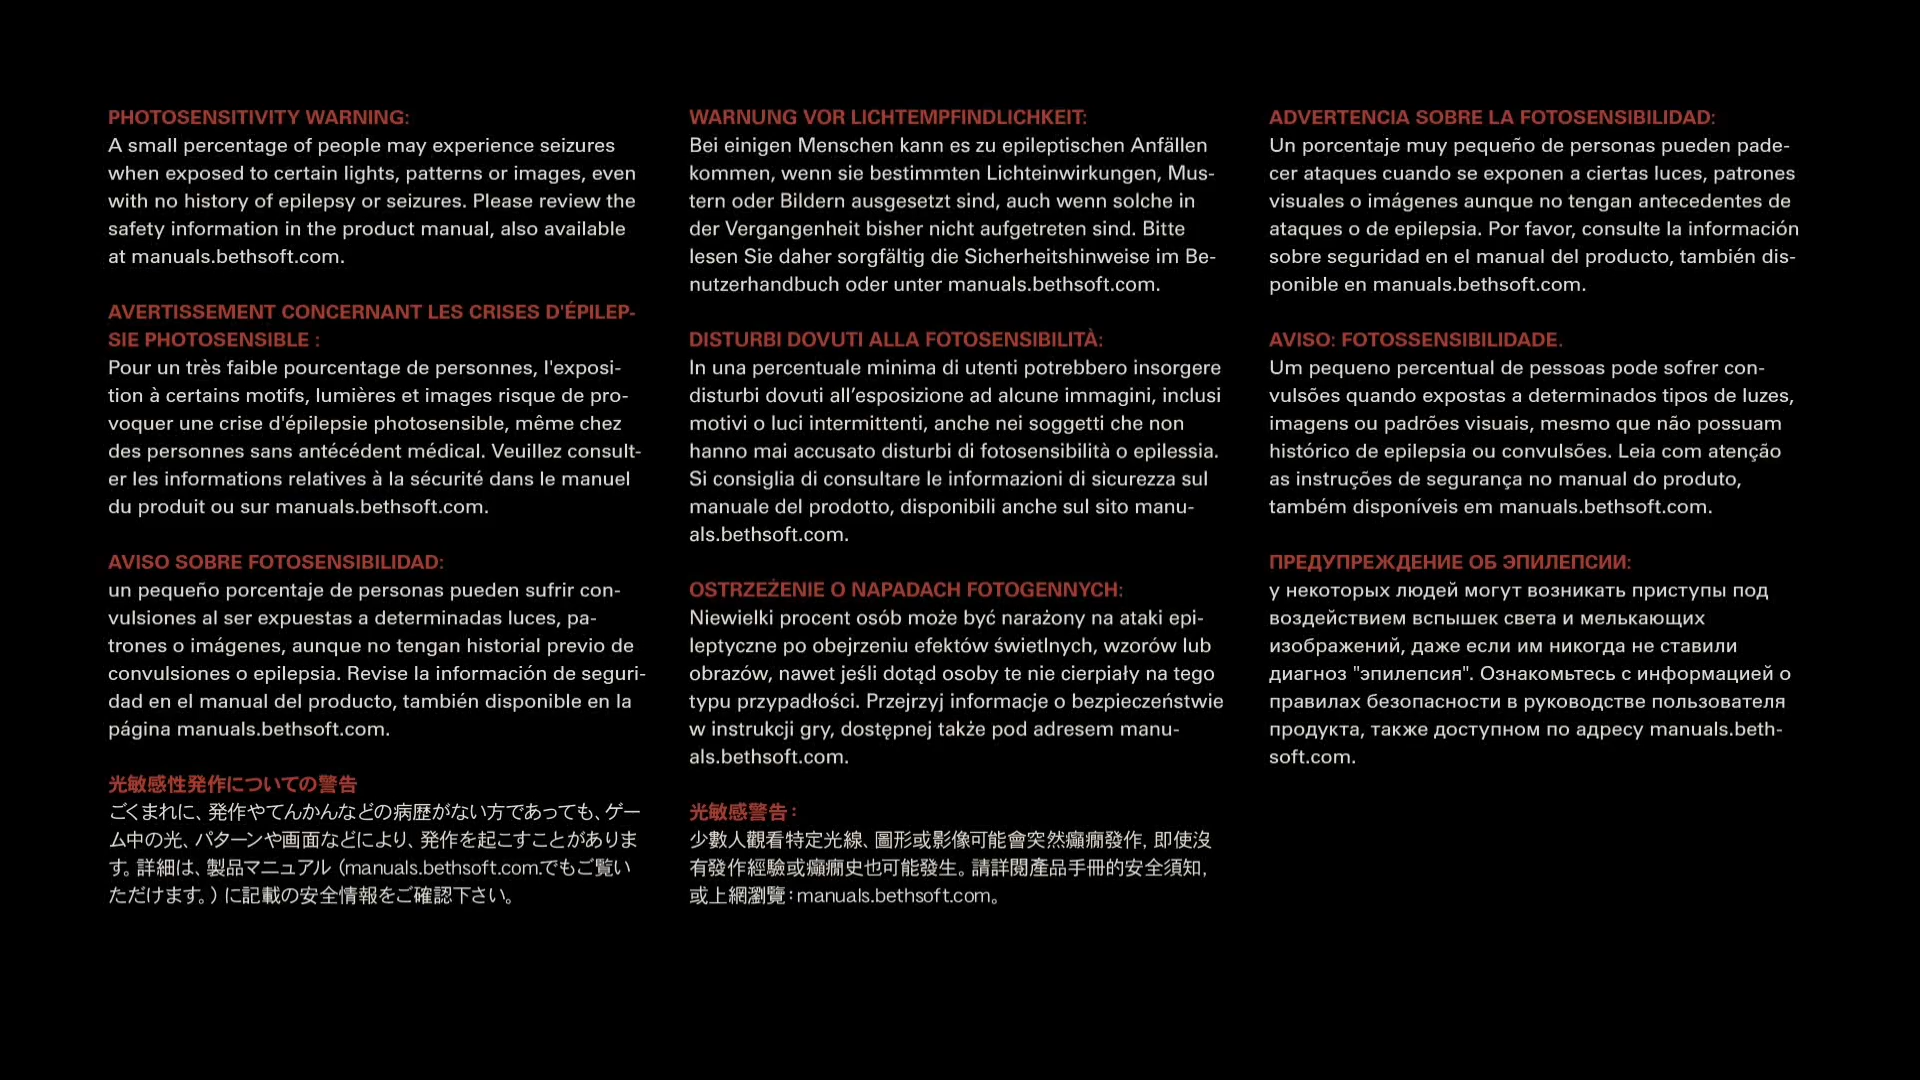 PHOTOSENSITIVITY WARNING:
A small percentage of people may experience seizures
when exposed to certain lights, patterns or images, even
with no history of epilepsy or seizures. Please review the
safety information in the product manual, also available
at manuals.bethsoft.com.
AVERTISSEMENT CONCERNANT LES CRISES D'ÉPILEP-
SIE PHOTOSENSIBLE :
Pour un très faible pourcentage de personnes, l'exposi-
tion à certains motifs, lumières et images risque de pro-
voquer une crise d'épilepsie photosensible, même chez
des personnes sans antécédent médical. Veuillez consult-
er les informations relatives à la sécurité dans le manuel
du produit ou sur manuals.bethsoft.com.
AVISO SOBRE FOTOSENSIBILIDAD:
un pequeño porcentaje de personas pueden sufrir con-
vulsiones al ser expuestas a determinadas luces, pa-
trones o imágenes, aunque no tengan historial previo de
convulsiones o epilepsia. Revise la información de seguri-
dad en el manual del producto, también disponible en la
página manuals.bethsoft.com.
光敏感性発作についての警告
ごくまれに、発作やてんかんなどの病歴がない方であっても、ゲー
ム中の光、パターンや画面などにより、発作を起こすことがありま
す。詳細は、製品マニュアル（manuals.bethsoft.com.でもご覧い
ただけます。）に記載の安全情報をご確認下さい。
WARNUNG VOR LICHTEMPFINDLICHKEIT:
Bei einigen Menschen kann es zu epileptischen Anfällen
kommen, wenn sie bestimmten Lichteinwirkungen, Mus-
tern oder Bildern ausgesetzt sind, auch wenn solche in
der Vergangenheit bisher nicht aufgetreten sind. Bitte
lesen Sie daher sorgfältig die Sicherheitshinweise im Be-
nutzerhandbuch oder unter manuals.bethsoft.com.
DISTURBI DOVUTI ALLA FOTOSENSIBILITÀ:
In una percentuale minima di utenti potrebbero insorgere
disturbi dovuti all’esposizione ad alcune immagini, inclusi
motivi o luci intermittenti, anche nei soggetti che non
hanno mai accusato disturbi di fotosensibilità o epilessia.
Si consiglia di consultare le informazioni di sicurezza sul
manuale del prodotto, disponibili anche sul sito manu-
als.bethsoft.com.
OSTRZEŻENIE O NAPADACH FOTOGENNYCH:
Niewielki procent osób może być narażony na ataki epi-
leptyczne po obejrzeniu efektów świetlnych, wzorów lub
obrazów, nawet jeśli dotąd osoby te nie cierpiały na tego
typu przypadłości. Przejrzyj informacje o bezpieczeństwie
w instrukcji gry, dostępnej także pod adresem manu-
als.bethsoft.com.
光敏感警告：
少數人觀看特定光線、圖形或影像可能會突然癲癇發作，即使沒
有發作經驗或癲癇史也可能發生。請詳閱產品手冊的安全須知，
或上網瀏覽：manuals.bethsoft.com。
ADVERTENCIA SOBRE LA FOTOSENSIBILIDAD:
Un porcentaje muy pequeño de personas pueden pade-
cer ataques cuando se exponen a ciertas luces, patrones
visuales o imágenes aunque no tengan antecedentes de
ataques o de epilepsia. Por favor, consulte la información
sobre seguridad en el manual del producto, también dis-
ponible en manuals.bethsoft.com.
AVISO: FOTOSSENSIBILIDADE.
Um pequeno percentual de pessoas pode sofrer con-
vulsões quando expostas a determinados tipos de luzes,
imagens ou padrões visuais, mesmo que não possuam
histórico de epilepsia ou convulsões. Leia com atenção
as instruções de segurança no manual do produto,
também disponíveis em manuals.bethsoft.com.
ПРЕДУПРЕЖДЕНИЕ ОБ ЭПИЛЕПСИИ:
у некоторых людей могут возникать приступы под
воздействием вспышек света и мелькающих
изображений, даже если им никогда не ставили
диагноз "эпилепсия". Ознакомьтесь с информацией о
правилах безопасности в руководстве пользователя
продукта, также доступном по адресу manuals.beth-
soft.com.